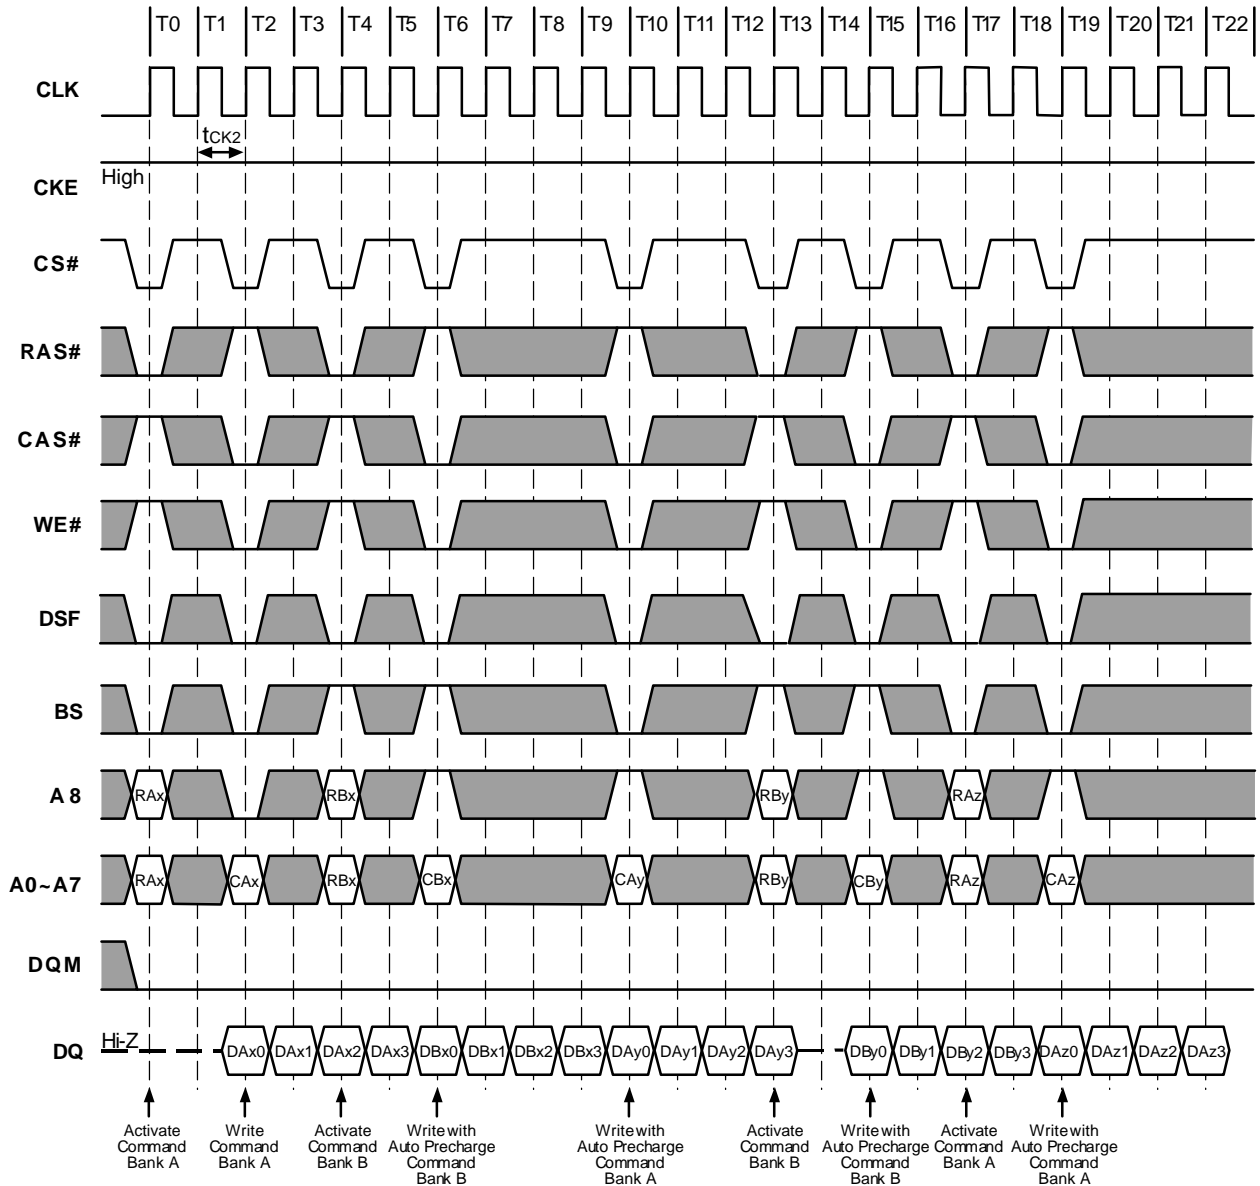 T0 T1 T2 T3 T4 T5 T6 T7 T8 T9 T10 T11 T12 T13 T14 T15 T16 T17 T18 T19 T20 T21 T22
CLK
tCK2
High
CKE
CS#
RAS#
CAS#
WE#
DSF
BS
A8 RAx RBx RBy RAz
A0~A7 RAx CAx RBx CBx CAy RBy CBy RAz CAz
DQM
Hi-Z
DQ DAx0 DAx1 DAx2 DAx3 DBx0 DBx1 DBx2 DBx3 DAy0 DAy1 DAy2 DAy3 DBy0 DBy1 DBy2 DBy3 DAz0 DAz1 DAz2 DAz3
Activate
Command
Bank A
Write
Command
Bank A
Activate
Command
Bank B
Write with
Auto Precharge
Command
Bank B
Write with
Auto Precharge
Command
Bank A
Activate
Command
Bank B
Write with
Auto Precharge
Command
Bank B
Activate
Command
Bank A
Write with
Auto Precharge
Command
Bank A